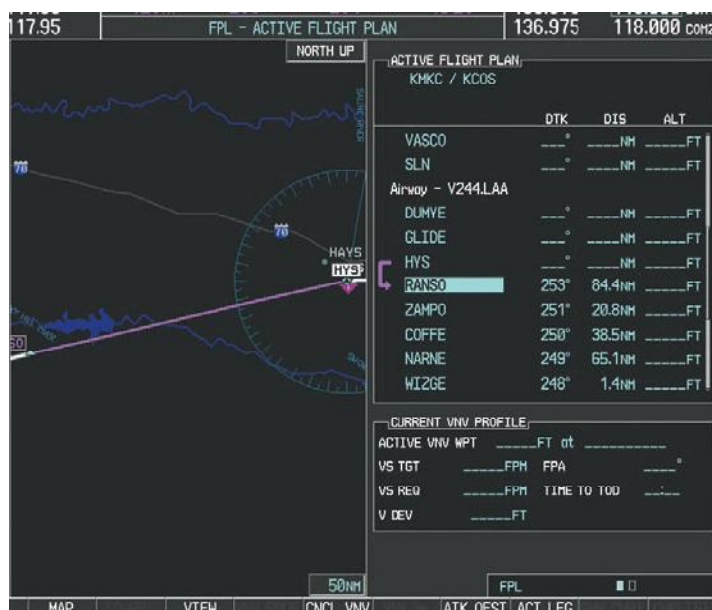 117.95
FPL - ACTIVE FLIGHT PLAN
136.975
118.000 COM2
NORTH UP
SALINE RIVER
70
70
HAYS
HYS
50NM
ACTIVE FLIGHT PLAN
KMKC / KCOS
DTK DIS ALT
VASCO ___° ____NM _____FT
SLN ___° ____NM _____FT
Airway - V244.LAA
DUMVE ___° ____NM _____FT
GLIDE ___° ____NM _____FT
HYS ___° ____NM _____FT
RANSO 253° 84.4NM _____FT
ZAMPO 251° 20.8NM _____FT
COFFE 250° 38.5NM _____FT
NARNE 249° 65.1NM _____FT
WIZGE 248° 1.4NM _____FT
CURRENT VNV PROFILE
ACTIVE VNV WPT _____FT at __________
VS TGT _____FPM FPA ____°
VS REQ _____FPM TIME TO TOD __:__
V DEV _____FT
FPL
MAP VIEW CNCL VNV ATK OFST ACT LEG